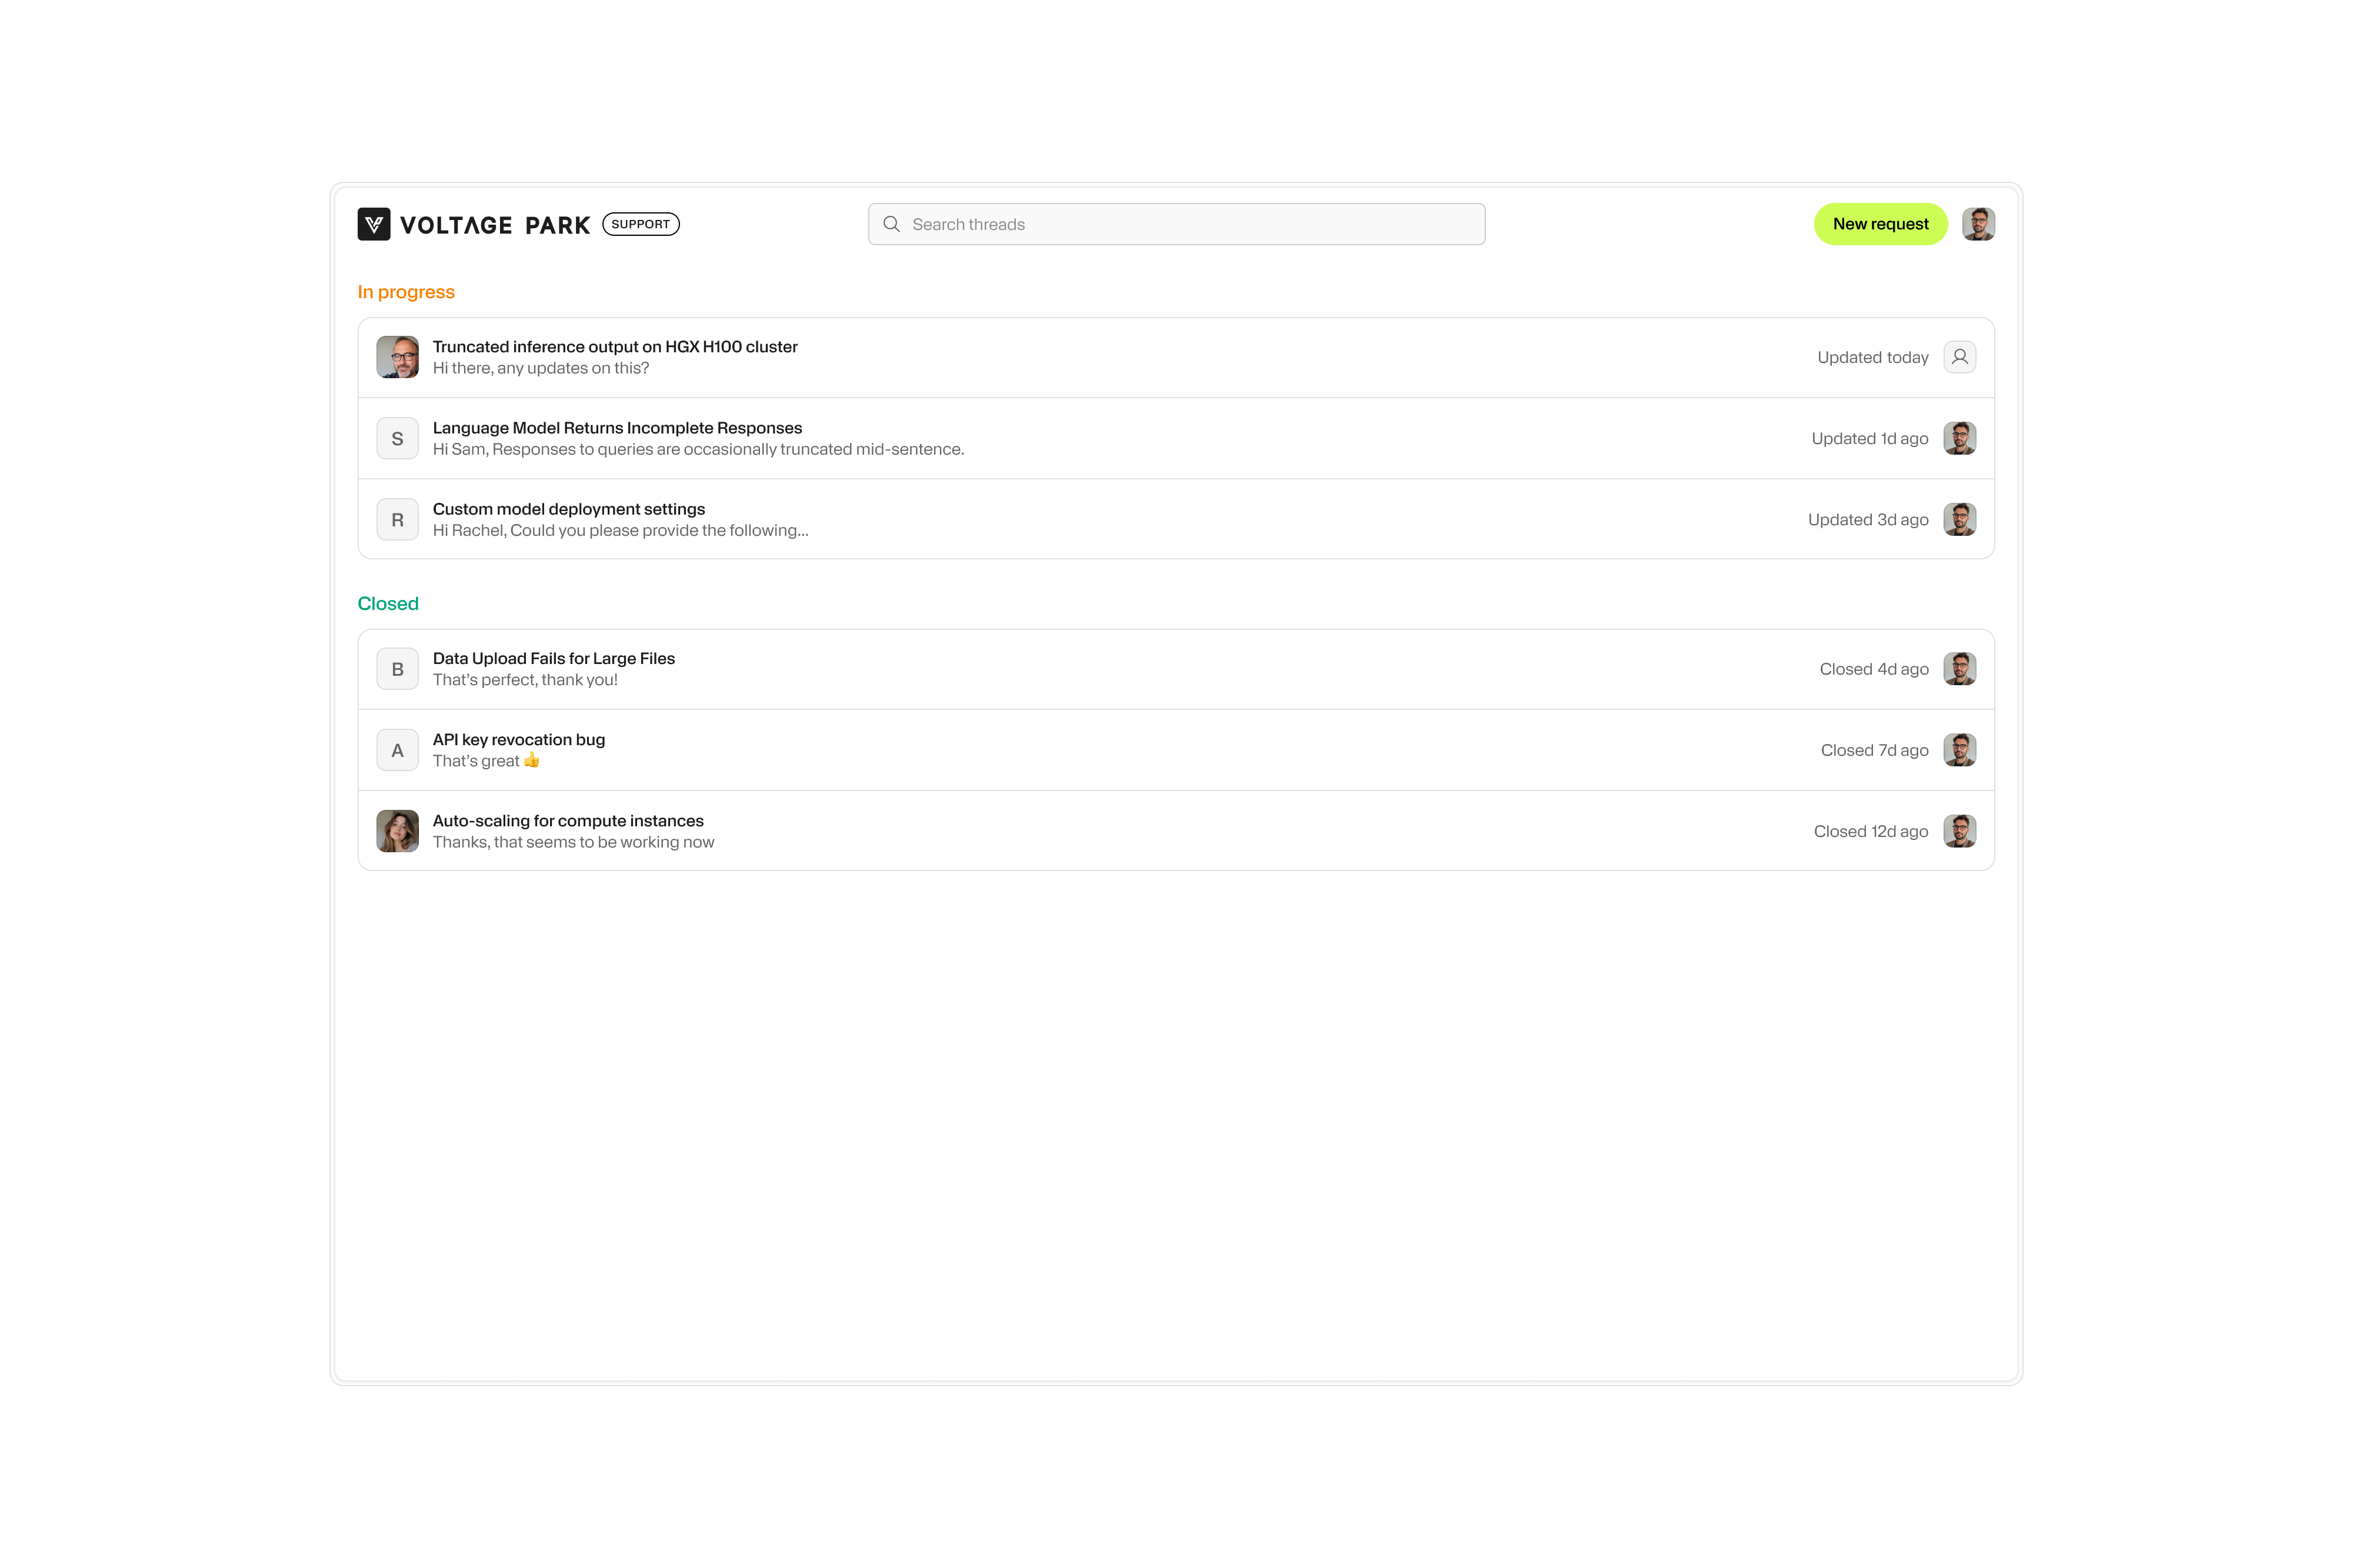 VOLTAGE PARK SUPPORT
Search threads
New request
In progress
Truncated inference output on HGX H100 cluster
Hi there, any updates on this?
Updated today
S
Language Model Returns Incomplete Responses
Hi Sam, Responses to queries are occasionally truncated mid-sentence.
Updated 1d ago
R
Custom model deployment settings
Hi Rachel, Could you please provide the following...
Updated 3d ago
Closed
B
Data Upload Fails for Large Files
That's perfect, thank you!
Closed 4d ago
A
API key revocation bug
That's great 👍
Closed 7d ago
Auto-scaling for compute instances
Thanks, that seems to be working now
Closed 12d ago